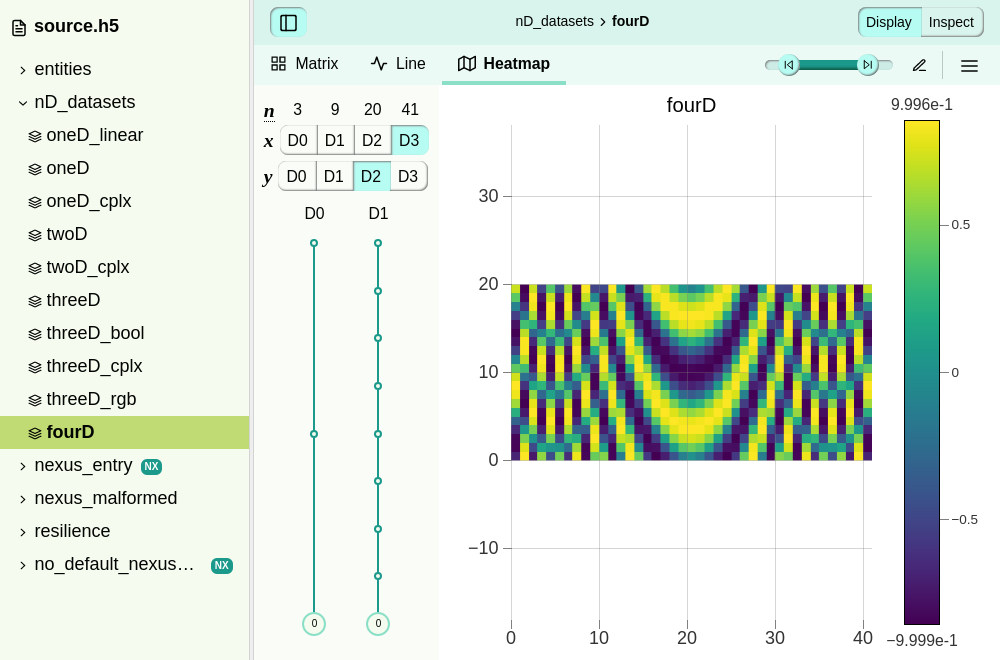 source.h5
entities
nD_datasets
oneD_linear
oneD
oneD_cplx
twoD
twoD_cplx
threeD
threeD_bool
threeD_cplx
threeD_rgb
fourD
nexus_entry NX
nexus_malformed
resilience
no_default_nexus… NX
nD_datasets › fourD
Display Inspect
Matrix Line Heatmap
n 3 9 20 41
x D0 D1 D2 D3
y D0 D1 D2 D3
D0 D1
0 0
fourD
30
20
10
0
−10
0 10 20 30 40
9.996e-1
0.5
0
−0.5
−9.999e-1